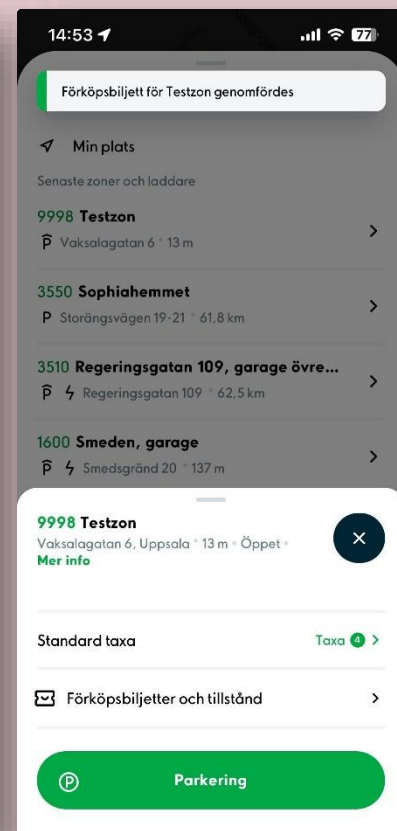 14:53
77
Förköpsbiljett för Testzon genomfördes
Min plats
Senaste zoner och laddare
9998 Testzon
P Vaksalagatan 6 ° 13 m
3550 Sophiahemmet
P Storängsvägen 19-21 ° 61,8 km
3510 Regeringsgatan 109, garage övre...
P Regeringsgatan 109 ° 62,5 km
1600 Smeden, garage
P Smedsgränd 20 ° 137 m
9998 Testzon
Vaksalagatan 6, Uppsala ° 13 m ° Öppet °
Mer info
Standard taxa
Taxa 4
Förköpsbiljetter och tillstånd
P Parkering